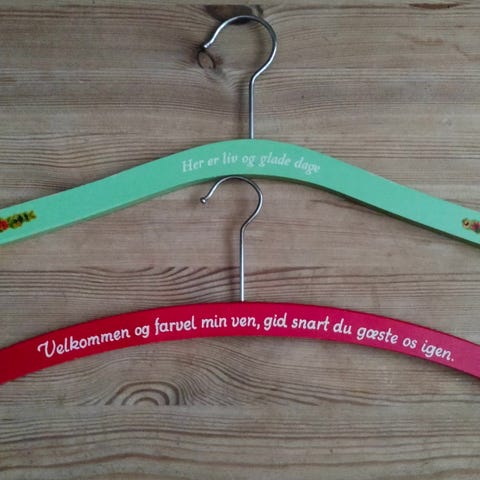 Her er liv og glade dage
Velkommen og farvel min ven, gid snart du gæste os igen.